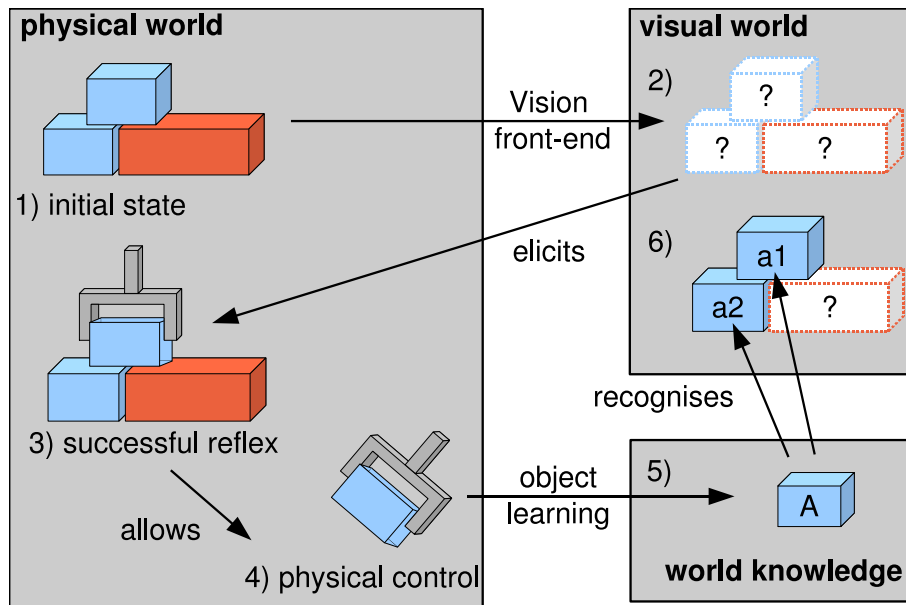 physical world
visual world
2)
?
Vision
front-end
?
?
1) initial state
elicits
6)
a1
a2
?
recognises
3) successful reflex
allows
object
learning
5)
A
4) physical control
world knowledge